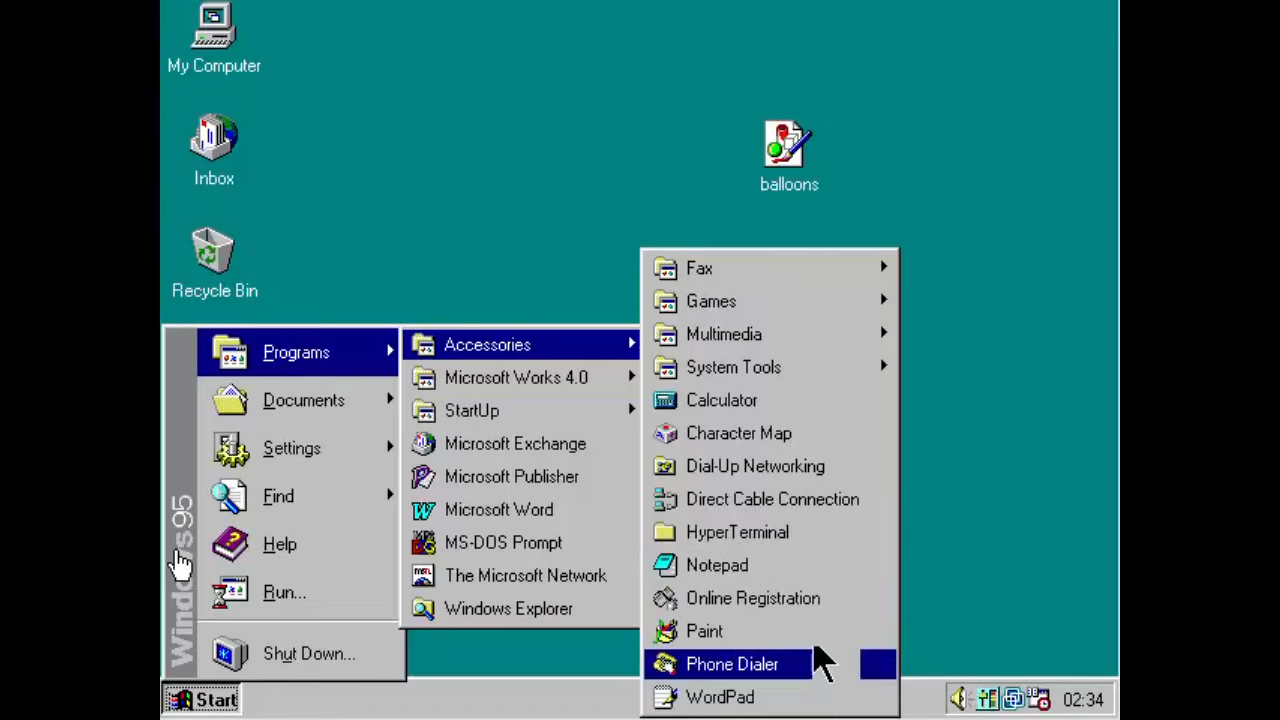 My Computer
Inbox
Recycle Bin
balloons
Windows95
Programs
Documents
Settings
Find
Help
Run...
Shut Down...
Accessories
Microsoft Works 4.0
StartUp
Microsoft Exchange
Microsoft Publisher
Microsoft Word
MS-DOS Prompt
The Microsoft Network
Windows Explorer
Fax
Games
Multimedia
System Tools
Calculator
Character Map
Dial-Up Networking
Direct Cable Connection
HyperTerminal
Notepad
Online Registration
Paint
Phone Dialer
WordPad
Start
02:34